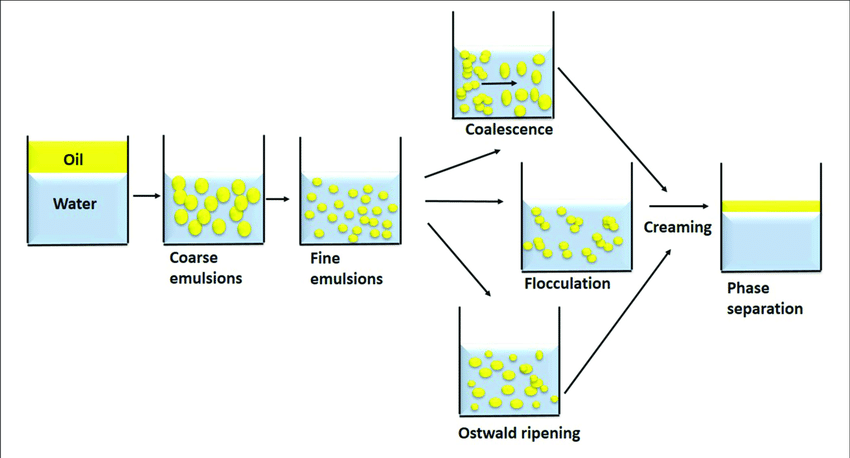 Oil
Water
Coarse
emulsions
Fine
emulsions
Coalescence
Flocculation
Ostwald ripening
Creaming
Phase
separation